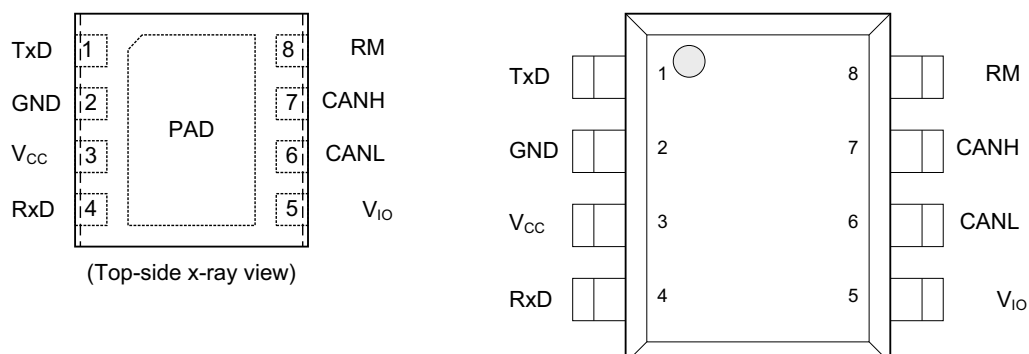 TxD 1 8 RM
GND 2 7 CANH
PAD
VCC 3 6 CANL
RxD 4 5 VIO
(Top-side x-ray view)
TxD 1 8 RM
GND 2 7 CANH
VCC 3 6 CANL
RxD 4 5 VIO